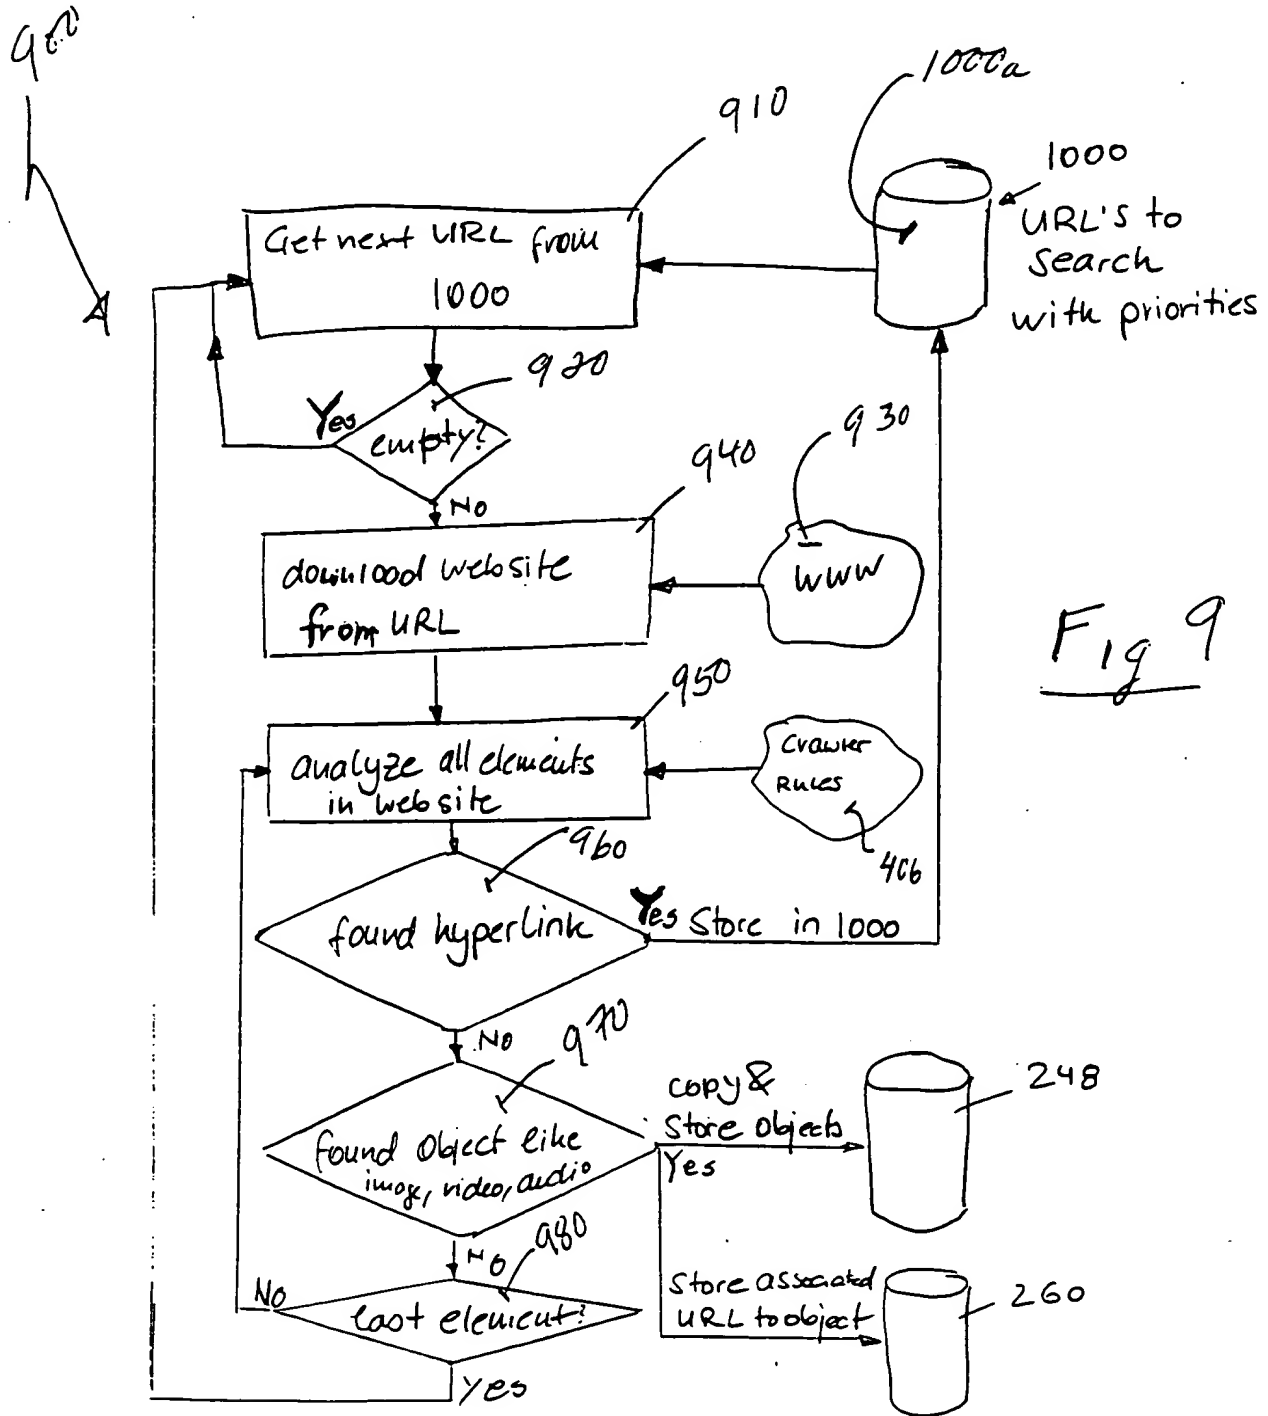 900
1000a
910
1000
URL's to
search
with priorities
Get next URL from
1000
920
Yes
empty?
No
930
940
WWW
download website
from URL
Fig 9
950
Crawler
Rules
406
analyze all elements
in website
960
found hyperlink
Yes Store in 1000
No
970
copy &
Store Objects
Yes
248
found Object like
image, video, audio
No
980
Store associated
URL to object
260
No
last element?
Yes